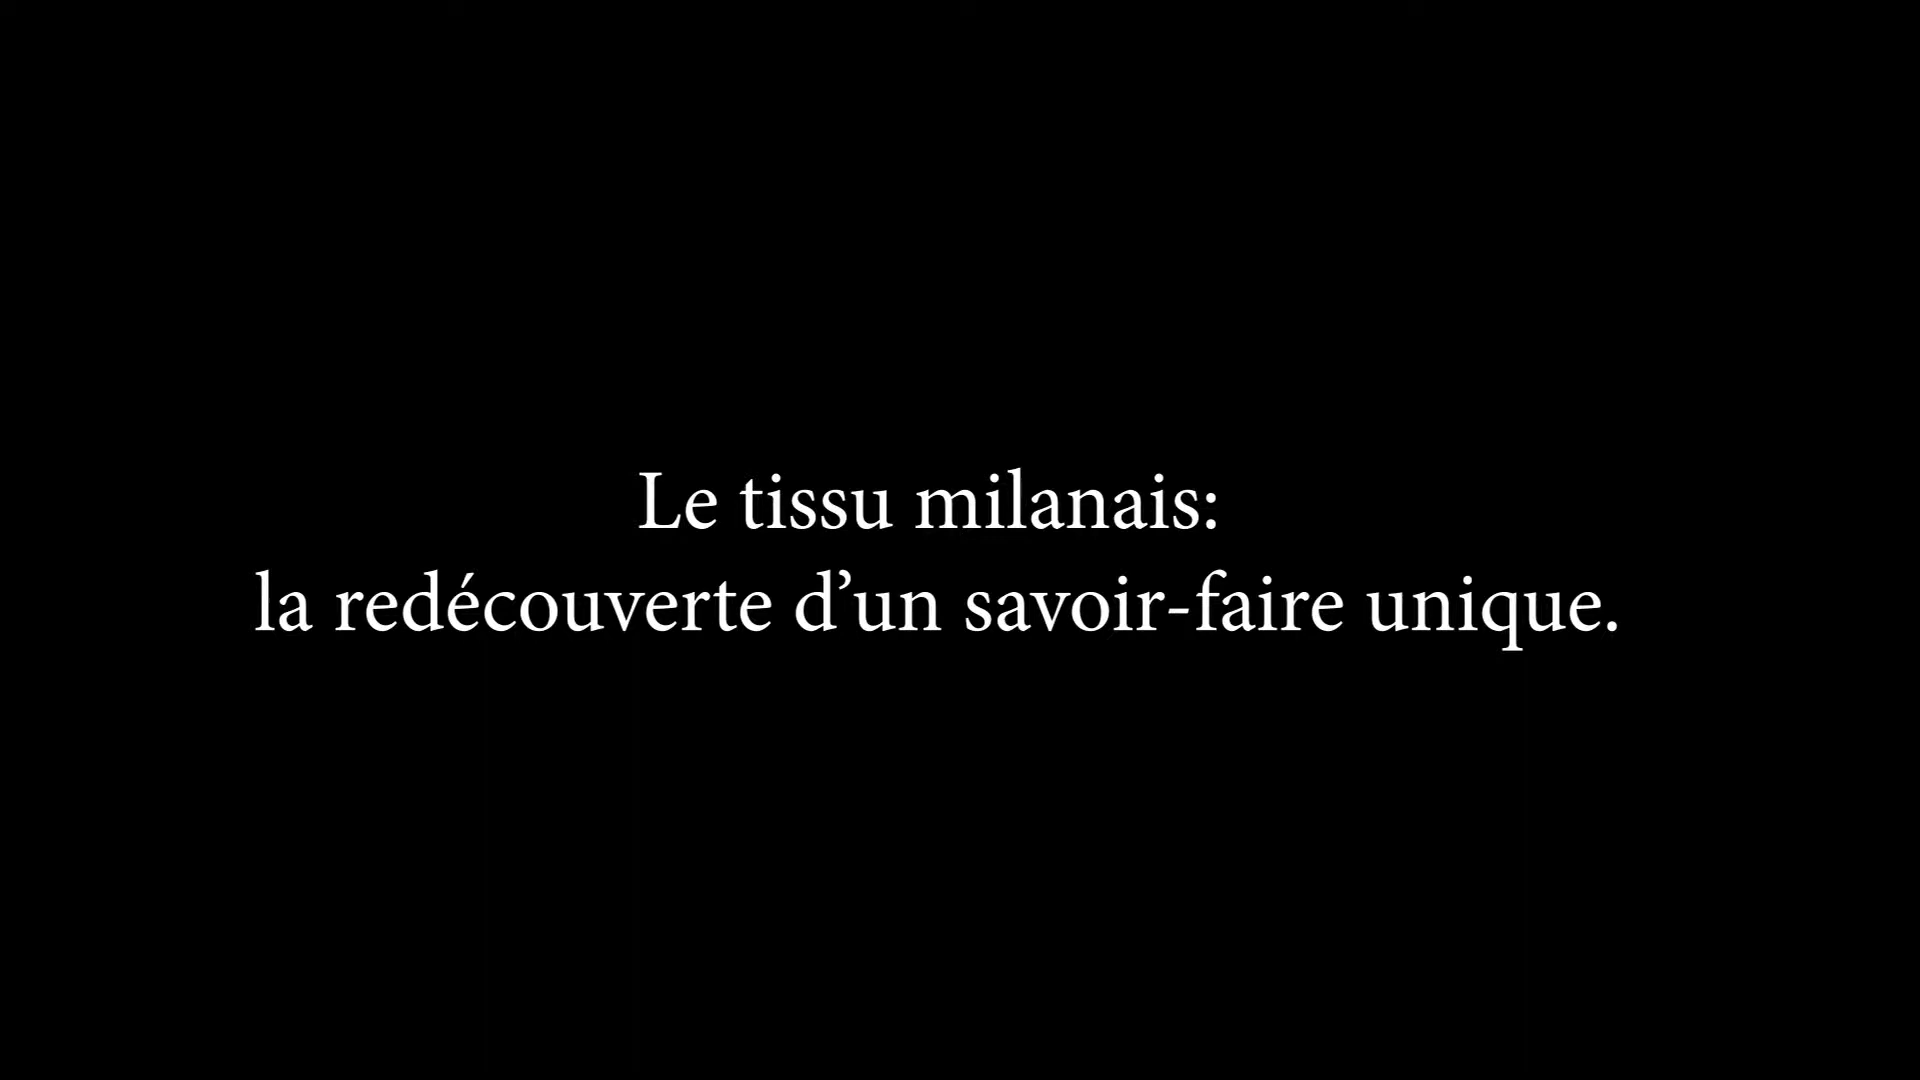 Le tissu milanais:
la redécouverte d’un savoir-faire unique.